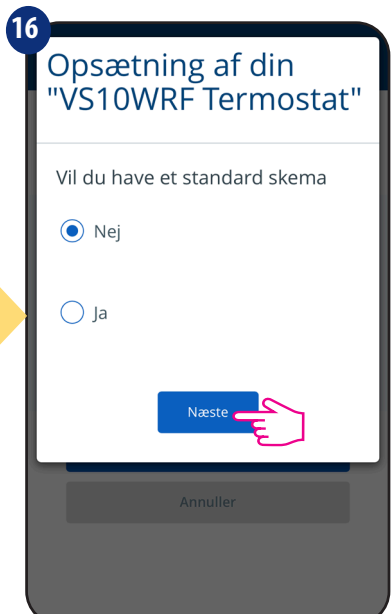 16
Opsætning af din
"VS10WRF Termostat"
Vil du have et standard skema
Nej
Ja
Næste
Annuller